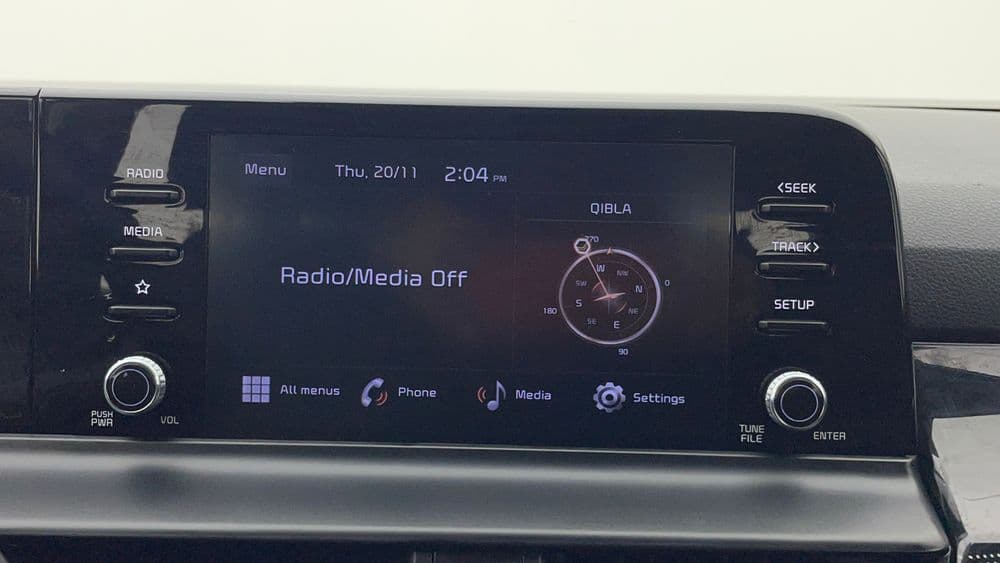 RADIO
MEDIA
PUSH
PWR
VOL
Menu
Thu, 20/11
2:04 PM
Radio/Media Off
QIBLA
270
W
NW
SW
N
0
S
180
NE
SE
E
90
All menus
Phone
Media
Settings
<SEEK
TRACK>
SETUP
TUNE
FILE
ENTER